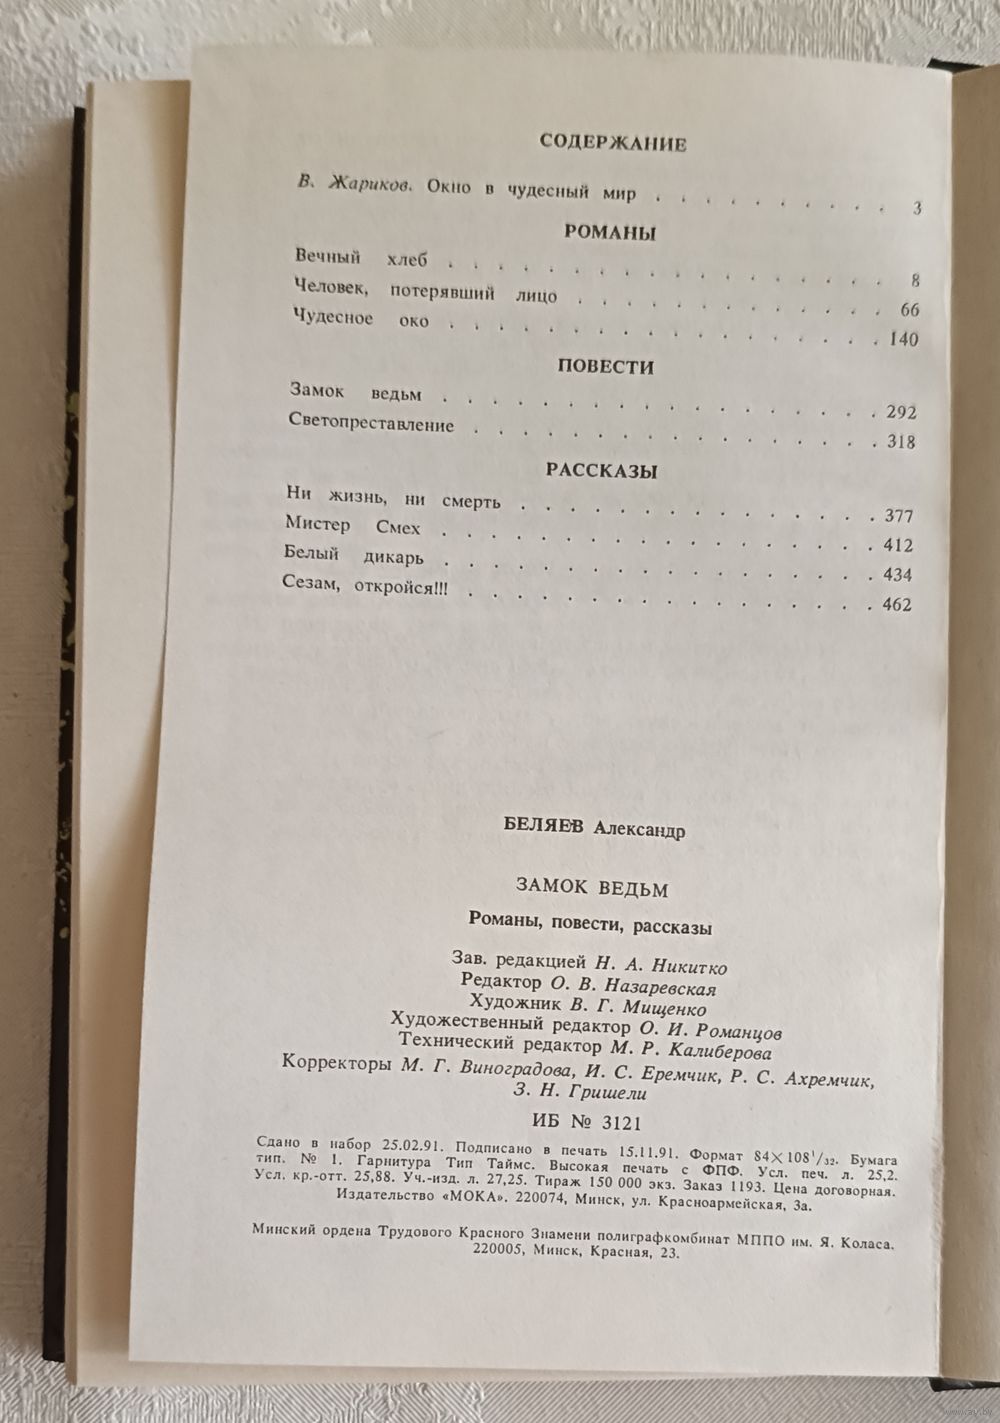 СОДЕРЖАНИЕ
В. Жариков. Окно в чудесный мир . . . . . . . . . . 3
РОМАНЫ
Вечный хлеб . . . . . . . . . . . . . . . . . . 8
Человек, потерявший лицо . . . . . . . . . . . . . 66
Чудесное око . . . . . . . . . . . . . . . . . . 140
ПОВЕСТИ
Замок ведьм . . . . . . . . . . . . . . . . . . 292
Светопреставление . . . . . . . . . . . . . . . . . 318
РАССКАЗЫ
Ни жизнь, ни смерть . . . . . . . . . . . . . . . 377
Мистер Смех . . . . . . . . . . . . . . . . . . 412
Белый дикарь . . . . . . . . . . . . . . . . . . 434
Сезам, откройся!!! . . . . . . . . . . . . . . . . . 462
БЕЛЯЕВ Александр
ЗАМОК ВЕДЬМ
Романы, повести, рассказы
Зав. редакцией Н. А. Никитко
Редактор О. В. Назаревская
Художник В. Г. Мищенко
Художественный редактор О. И. Романцов
Технический редактор М. Р. Калиберова
Корректоры М. Г. Виноградова, И. С. Еремчик, Р. С. Ахремчик,
З. Н. Гришели
ИБ № 3121
Сдано в набор 25.02.91. Подписано в печать 15.11.91. Формат 84×108¹/₃₂. Бумага
тип. № 1. Гарнитура Тип Таймс. Высокая печать с ФПФ. Усл. печ. л. 25,2.
Усл. кр.-отт. 25,88. Уч.-изд. л. 27,25. Тираж 150 000 экз. Заказ 1193. Цена договорная.
Издательство «МОКА». 220074, Минск, ул. Красноармейская, 3а.
Минский ордена Трудового Красного Знамени полиграфкомбинат МППО им. Я. Коласа.
220005, Минск, Красная, 23.